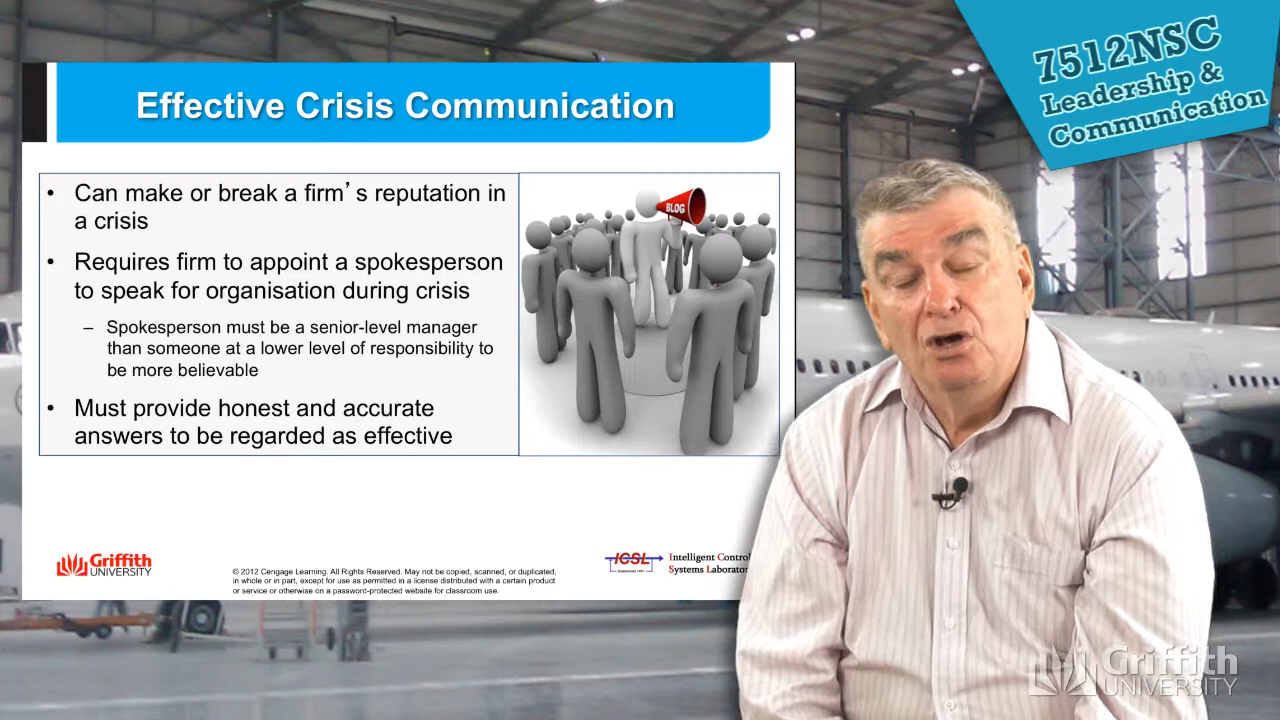 7512NSC
Leadership &
Communication
Effective Crisis Communication
• Can make or break a firm’s reputation in
a crisis
• Requires firm to appoint a spokesperson
to speak for organisation during crisis
– Spokesperson must be a senior-level manager
than someone at a lower level of responsibility to
be more believable
• Must provide honest and accurate
answers to be regarded as effective
BLOG
Griffith
UNIVERSITY
© 2012 Cengage Learning. All Rights Reserved. May not be copied, scanned, or duplicated,
in whole or in part, except for use as permitted in a license distributed with a certain product
or service or otherwise on a password-protected website for classroom use.
ICSL
Intelligent Control
Systems Laborator
Griffith
UNIVERSITY